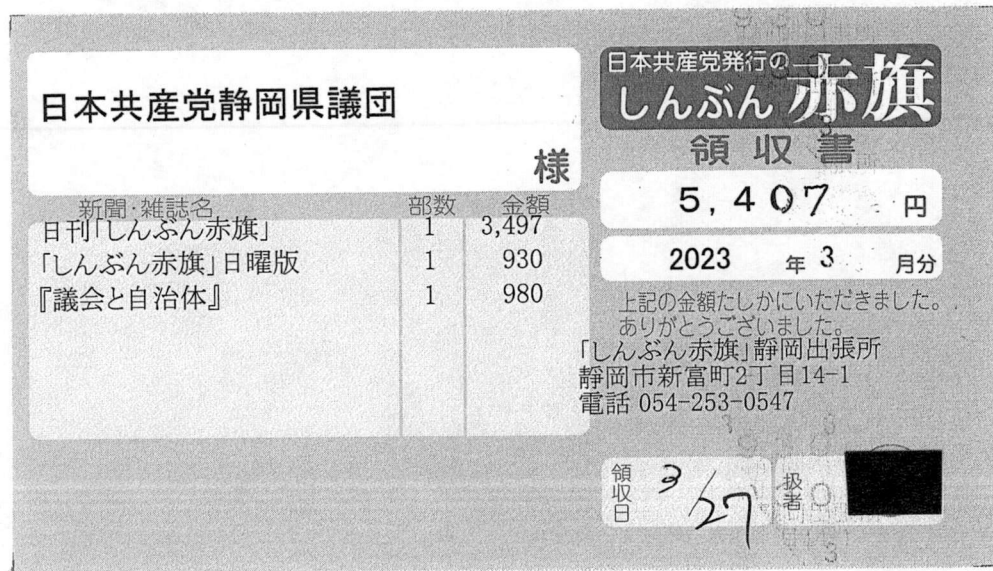 日本共産党静岡県議団
様
新聞・雑誌名 部数 金額
日刊「しんぶん赤旗」 1 3,497
「しんぶん赤旗」日曜版 1 930
『議会と自治体』 1 980
日本共産党発行の
しんぶん赤旗
領収書
5,407 円
2023 年 3 月分
上記の金額たしかにいただきました。
ありがとうございました。
「しんぶん赤旗」静岡出張所
静岡市新富町2丁目14-1
電話 054-253-0547
領収日 3/27 扱者